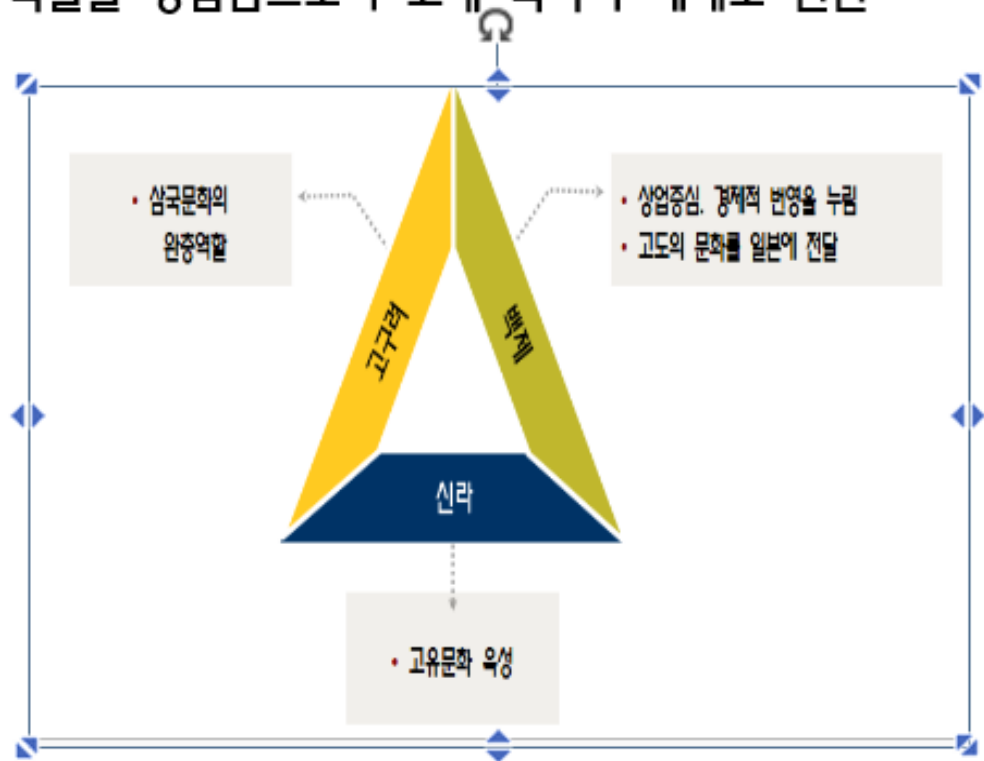 • 삼국문화의
완충역할
• 상업중심, 경제적 번영을 누림
• 고도의 문화를 일본에 전달
고구려
백제
신라
• 고유문화 육성